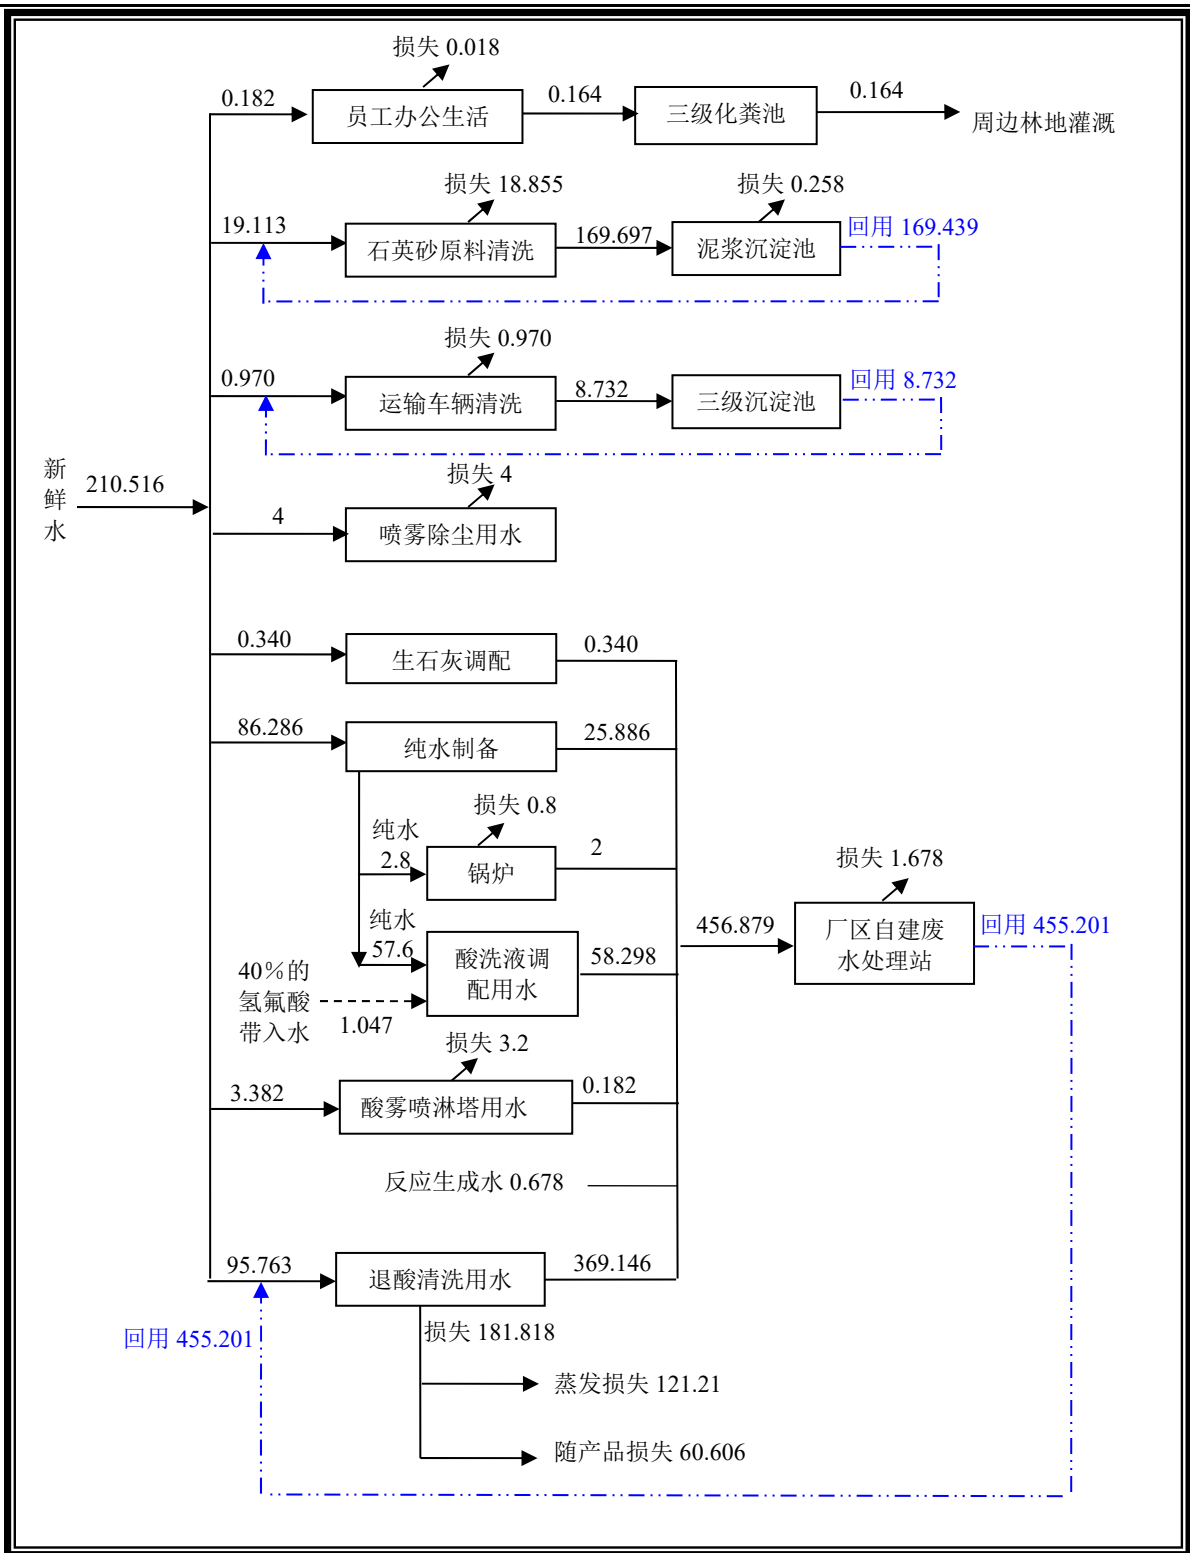 损失 0.018
0.182
员工办公生活
0.164
三级化粪池
0.164
周边林地灌溉
损失 18.855
损失 0.258
19.113
石英砂原料清洗
169.697
泥浆沉淀池
回用 169.439
损失 0.970
0.970
运输车辆清洗
8.732
三级沉淀池
回用 8.732
新
鲜
水
210.516
损失 4
4
喷雾除尘用水
0.340
生石灰调配
0.340
86.286
纯水制备
25.886
损失 0.8
纯水
2.8
锅炉
2
损失 1.678
纯水
57.6
酸洗液调
配用水
58.298
456.879
厂区自建废
水处理站
回用 455.201
40%的
氢氟酸
带入水
1.047
损失 3.2
3.382
酸雾喷淋塔用水
0.182
反应生成水 0.678
95.763
退酸清洗用水
369.146
回用 455.201
损失 181.818
蒸发损失 121.21
随产品损失 60.606